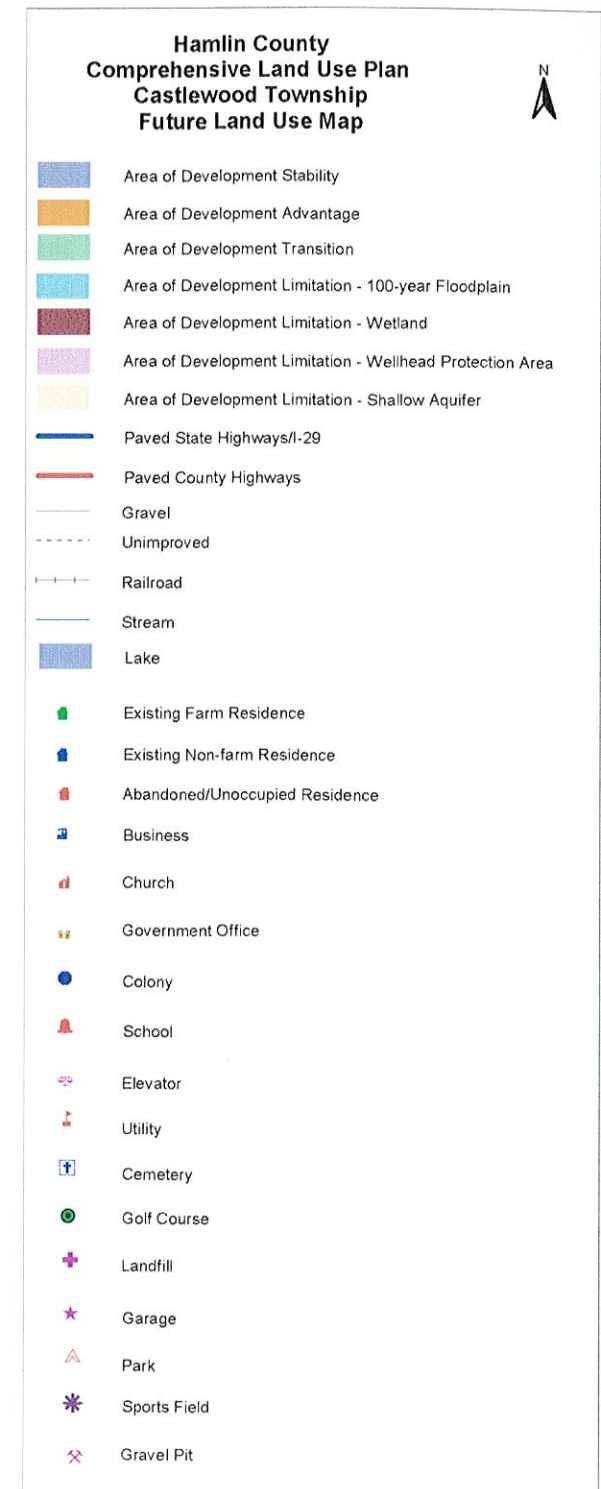 Hamlin County
Comprehensive Land Use Plan
Castlewood Township
Future Land Use Map
N
Area of Development Stability
Area of Development Advantage
Area of Development Transition
Area of Development Limitation - 100-year Floodplain
Area of Development Limitation - Wetland
Area of Development Limitation - Wellhead Protection Area
Area of Development Limitation - Shallow Aquifer
Paved State Highways/I-29
Paved County Highways
Gravel
Unimproved
Railroad
Stream
Lake
Existing Farm Residence
Existing Non-farm Residence
Abandoned/Unoccupied Residence
Business
Church
Government Office
Colony
School
Elevator
Utility
Cemetery
Golf Course
Landfill
Garage
Park
Sports Field
Gravel Pit